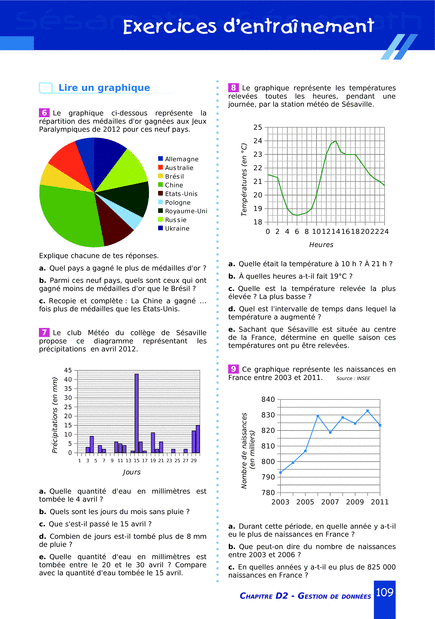 Exercices d'entraînement
Lire un graphique
6 Le graphique ci-dessous représente la
répartition des médailles d'or gagnées aux Jeux
Paralympiques de 2012 pour ces neuf pays.
Allemagne
Australie
Brésil
Chine
Etats-Unis
Pologne
Royaume-Uni
Russie
Ukraine
Explique chacune de tes réponses.
a. Quel pays a gagné le plus de médailles d'or ?
b. Parmi ces neuf pays, quels sont ceux qui ont
gagné moins de médailles d'or que le Brésil ?
c. Recopie et complète : La Chine a gagné ...
fois plus de médailles que les États-Unis.
7 Le club Météo du collège de Sésaville
propose ce diagramme représentant les
précipitations en avril 2012.
Précipitations (en mm)
45
40
35
30
25
20
15
10
5
0
1 3 5 7 9 11 13 15 17 19 21 23 25 27 29
Jours
a. Quelle quantité d'eau en millimètres est
tombée le 4 avril ?
b. Quels sont les jours du mois sans pluie ?
c. Que s'est-il passé le 15 avril ?
d. Combien de jours est-il tombé plus de 8 mm
de pluie ?
e. Quelle quantité d'eau en millimètres est
tombée entre le 20 et le 30 avril ? Compare
avec la quantité d'eau tombée le 15 avril.
8 Le graphique représente les températures
relevées toutes les heures, pendant une
journée, par la station météo de Sésaville.
Températures (en °C)
25
24
23
22
21
20
19
18
0 2 4 6 8 10 12 14 16 18 20 22 24
Heures
a. Quelle était la température à 10 h ? À 21 h ?
b. À quelles heures a-t-il fait 19°C ?
c. Quelle est la température relevée la plus
élevée ? La plus basse ?
d. Quel est l'intervalle de temps dans lequel la
température a augmenté ?
e. Sachant que Sésaville est située au centre
de la France, détermine en quelle saison ces
températures ont pu être relevées.
9 Ce graphique représente les naissances en
France entre 2003 et 2011. Source : INSEE
Nombre de naissances
(en milliers)
840
830
820
810
800
790
780
2003 2005 2007 2009 2011
a. Durant cette période, en quelle année y a-t-il
eu le plus de naissances en France ?
b. Que peut-on dire du nombre de naissances
entre 2003 et 2006 ?
c. En quelles années y a-t-il eu plus de 825 000
naissances en France ?
Chapitre D2 - Gestion de données 109